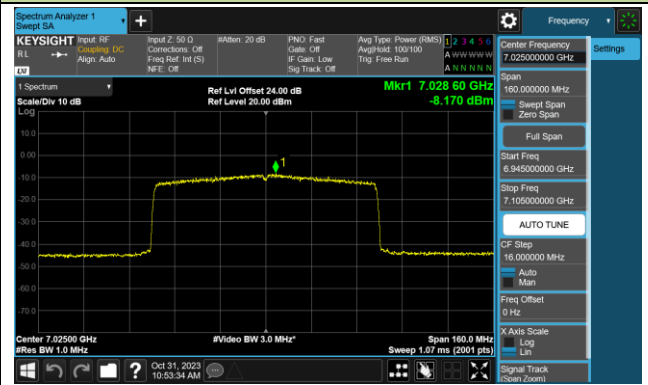 Spectrum Analyzer 1
Swept SA
Frequency
KEYSIGHT
RL
LXI
Input: RF
Coupling: DC
Align: Auto
Input Z: 50 Ω
Corrections: Off
Freq Ref: Int (S)
NFE: Off
#Atten: 20 dB
PNO: Fast
Gate: Off
IF Gain: Low
Sig Track: Off
Avg Type: Power (RMS)
Avg|Hold: 100/100
Trig: Free Run
1 2 3 4 5 6
A W W W W W
A N N N N N
1 Spectrum
Scale/Div 10 dB
Ref Lvl Offset 24.00 dB
Ref Level 20.00 dBm
Mkr1 7.028 60 GHz
-8.170 dBm
Log
10.0
0.00
-10.0
-20.0
-30.0
-40.0
-50.0
-60.0
-70.0
1
Center 7.02500 GHz
#Res BW 1.0 MHz
#Video BW 3.0 MHz*
Span 160.0 MHz
Sweep 1.07 ms (2001 pts)
Oct 31, 2023
10:53:34 AM
Center Frequency
7.025000000 GHz
Settings
Span
160.000000 MHz
Swept Span
Zero Span
Full Span
Start Freq
6.945000000 GHz
Stop Freq
7.105000000 GHz
AUTO TUNE
CF Step
16.000000 MHz
Auto
Man
Freq Offset
0 Hz
X Axis Scale
Log
Lin
Signal Track
(Span Zoom)